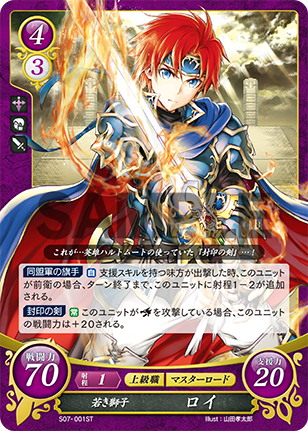 4
3
SAMPLE
これが…英雄ハルトムートの使っていた『封印の剣』…！
同盟軍の旗手 自 支援スキルを持つ味方が出撃した時、このユニット
が前衛の場合、ターン終了まで、このユニットに射程1-2が追加
される。
封印の剣 常 このユニットが を攻撃している場合、このユニット
の戦闘力は＋20される。
戦闘力 70 射程 1 上級職 マスターロード 支援力 20
若き獅子 ロイ
S07-001ST Illust：山田孝太郎